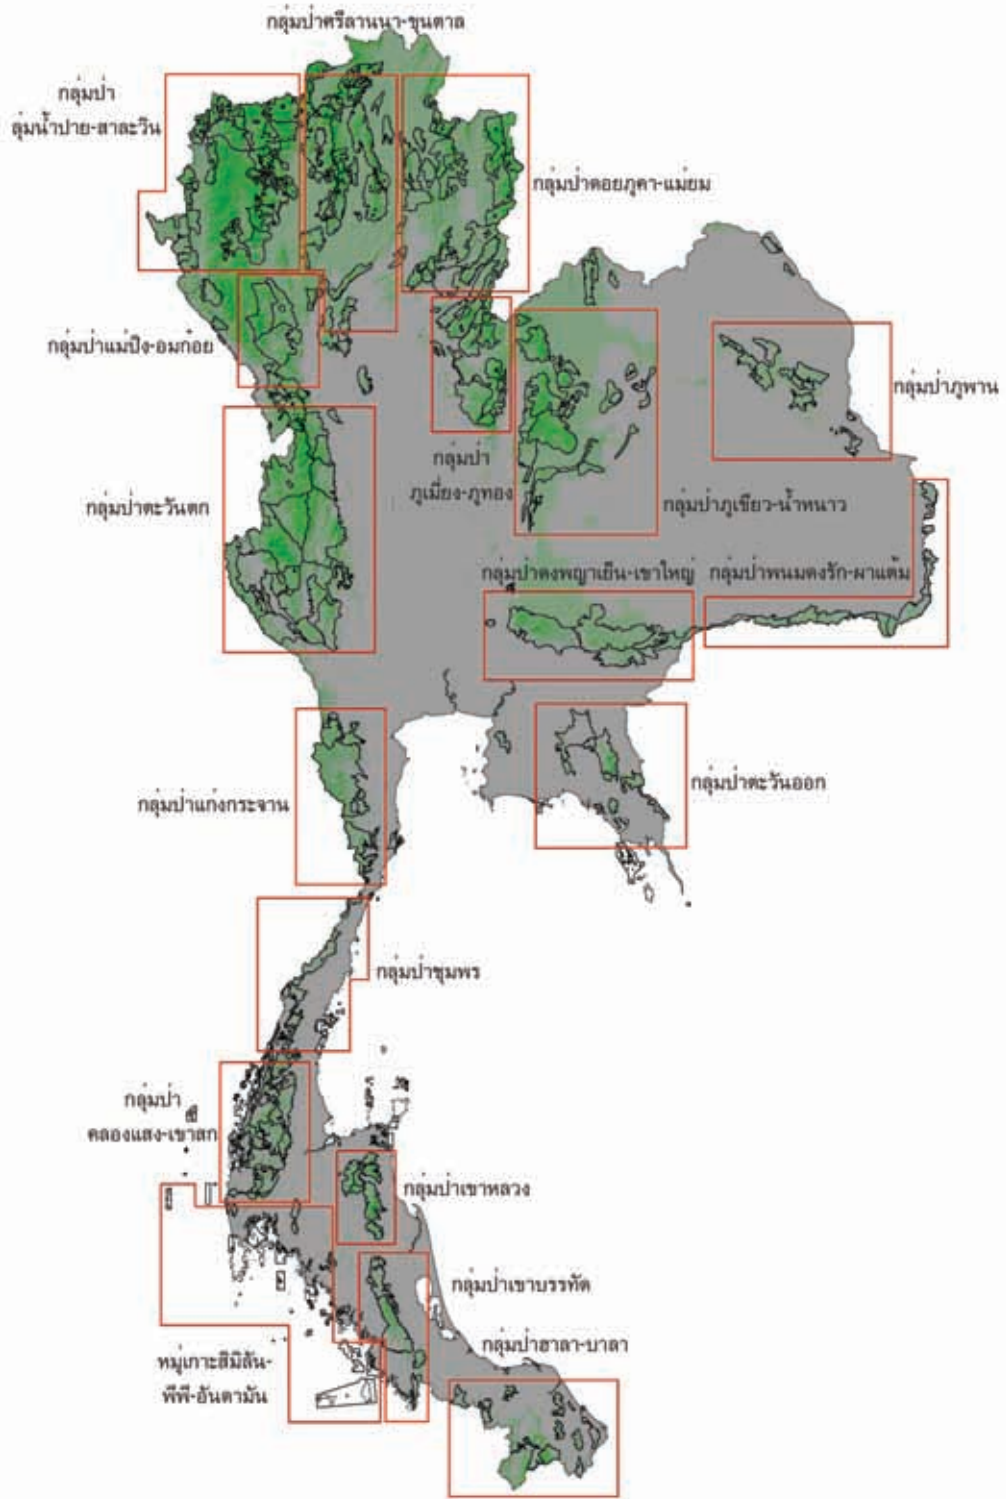 กลุ่มป่าศรีลานนา-ขุนตาล
กลุ่มป่า
ลุ่มน้ำปาย-สาละวิน
กลุ่มป่าดอยภูคา-แม่ยม
กลุ่มป่าแม่ปิง-อมก๋อย
กลุ่มป่าภูพาน
กลุ่มป่า
ภูเมี่ยง-ภูทอง
กลุ่มป่าตะวันตก
กลุ่มป่าภูเขียว-น้ำหนาว
กลุ่มป่าดงพญาเย็น-เขาใหญ่
กลุ่มป่าพนมดงรัก-ผาแต้ม
กลุ่มป่าตะวันออก
กลุ่มป่าแก่งกระจาน
กลุ่มป่าชุมพร
กลุ่มป่า
คลองแสง-เขาสก
กลุ่มป่าเขาหลวง
กลุ่มป่าเขาบรรทัด
กลุ่มป่าฮาลา-บาลา
หมู่เกาะสิมิลัน-
พีพี-อันดามัน